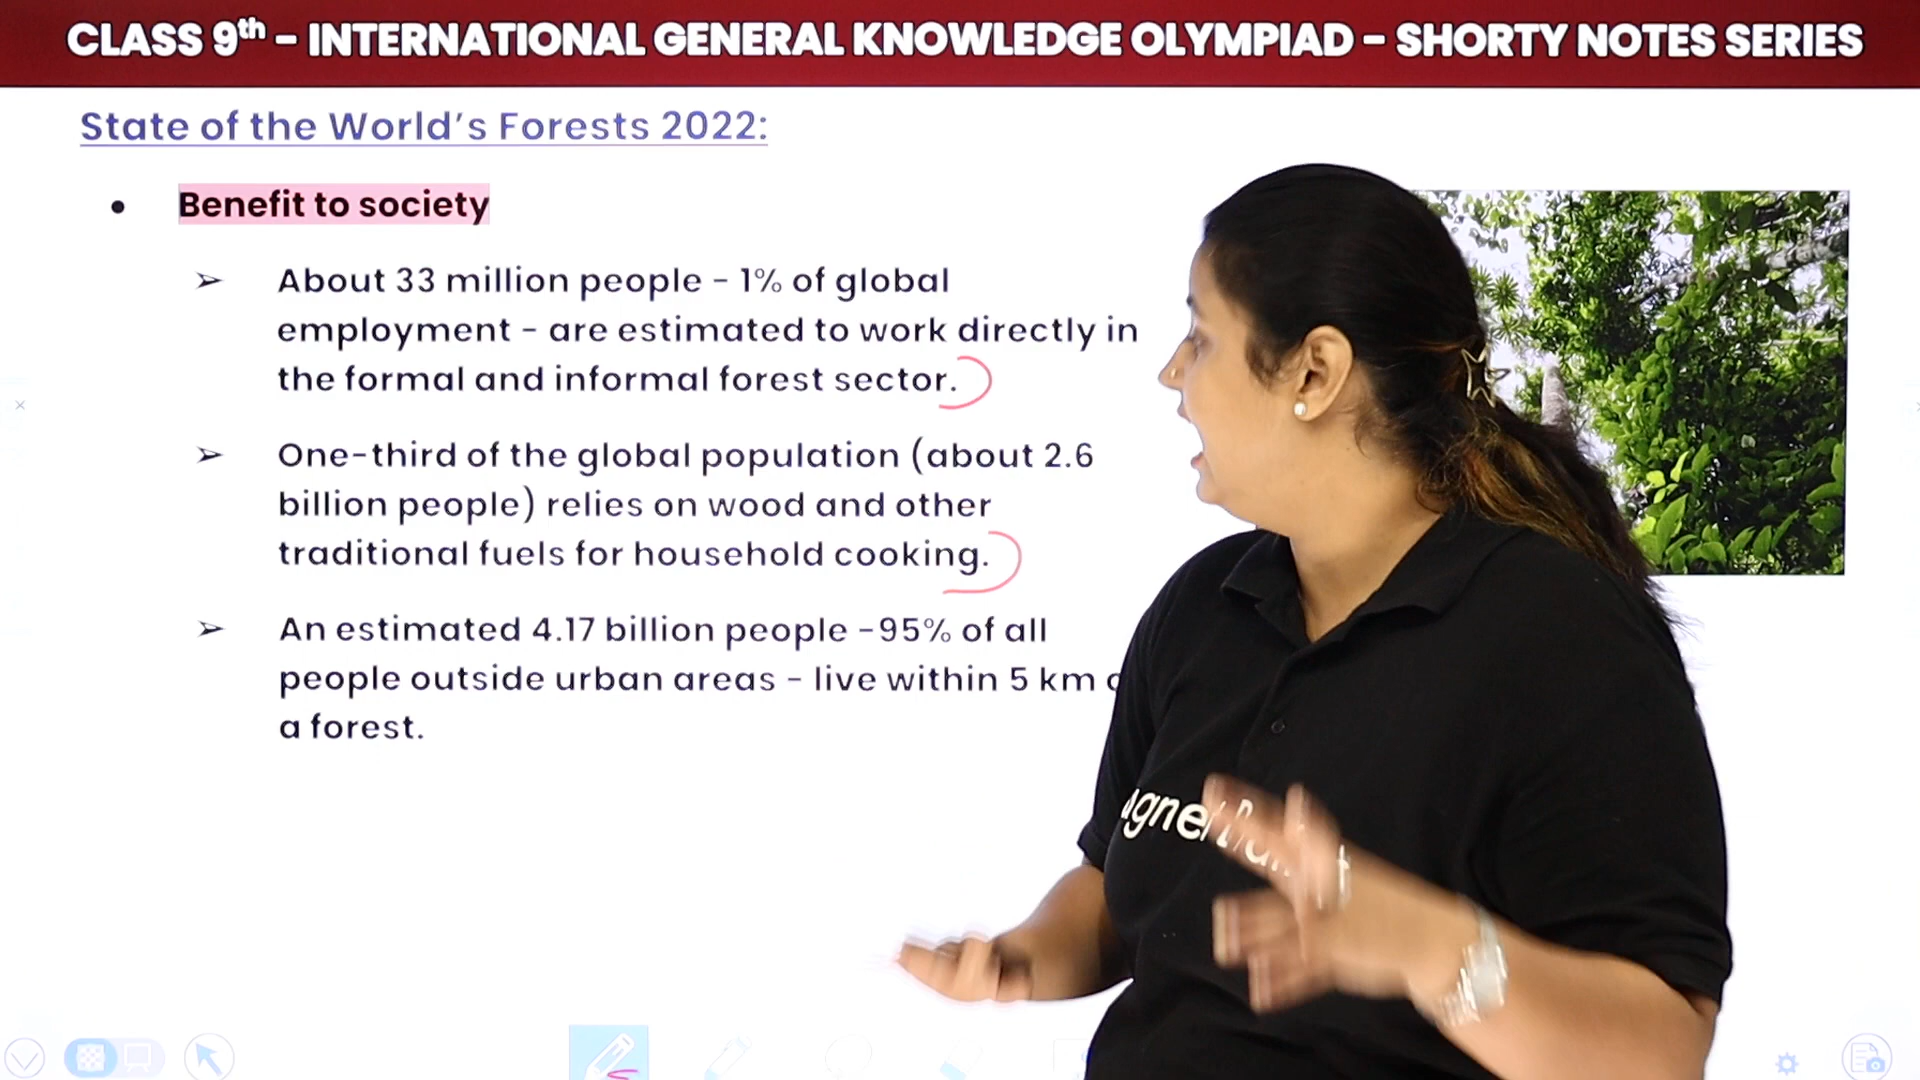 CLASS 9th - INTERNATIONAL GENERAL KNOWLEDGE OLYMPIAD - SHORTY NOTES SERIES
State of the World's Forests 2022:
• Benefit to society
➢ About 33 million people - 1% of global
employment - are estimated to work directly in
the formal and informal forest sector.
➢ One-third of the global population (about 2.6
billion people) relies on wood and other
traditional fuels for household cooking.
➢ An estimated 4.17 billion people -95% of all
people outside urban areas - live within 5 km
a forest.